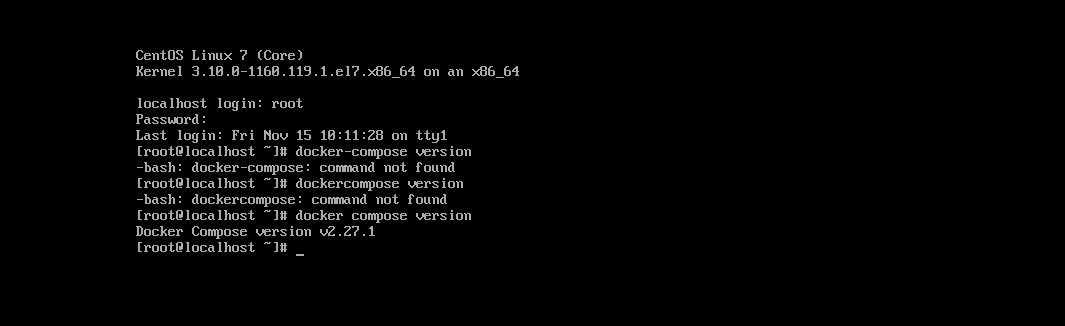 CentOS Linux 7 (Core)
Kernel 3.10.0-1160.119.1.el7.x86_64 on an x86_64
localhost login: root
Password:
Last login: Fri Nov 15 10:11:28 on tty1
[root@localhost ~]# docker-compose version
-bash: docker-compose: command not found
[root@localhost ~]# dockercompose version
-bash: dockercompose: command not found
[root@localhost ~]# docker compose version
Docker Compose version v2.27.1
[root@localhost ~]# _